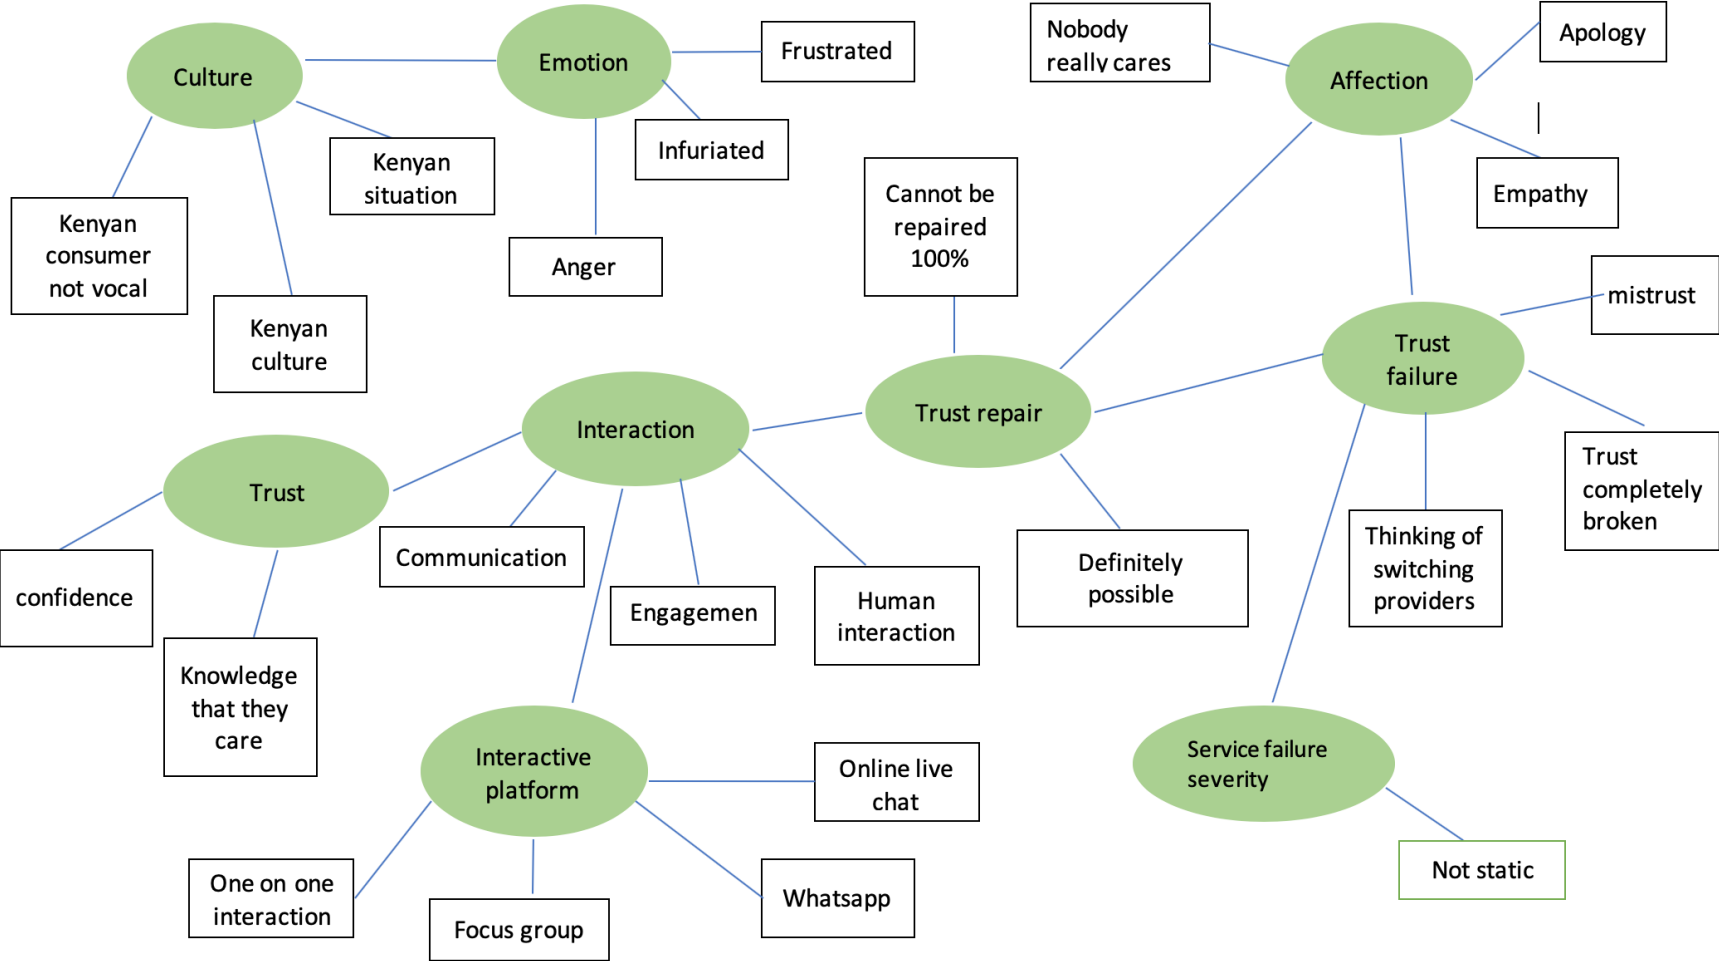 Culture
Emotion
Frustrated
Infuriated
Anger
Kenyan
situation
Kenyan
consumer
not vocal
Kenyan
culture
Nobody
really cares
Affection
Apology
Empathy
Cannot be
repaired
100%
mistrust
Trust
failure
Trust repair
Interaction
Trust
Trust
completely
broken
Thinking of
switching
providers
Definitely
possible
Communication
Engagemen
Human
interaction
confidence
Knowledge
that they
care
Interactive
platform
Online live
chat
Service failure
severity
Not static
One on one
interaction
Focus group
Whatsapp